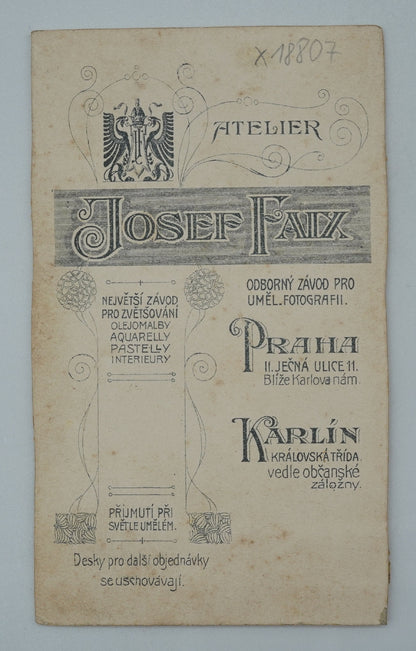 X 18807
ATELIER
JOSEF FAIX
NEJVĚTŠÍ ZÁVOD
PRO ZVĚTŠOVÁNÍ
OLEJOMALBY
AQUARELLY
PASTELLY
INTERIEURY
PŘIJMUTÍ PŘI
SVĚTLE UMĚLÉM.
ODBORNÝ ZÁVOD PRO
UMĚL. FOTOGRAFII.
PRAHA
II. JEČNÁ ULICE 11.
Blíže Karlova nám.
KARLÍN
KRÁLOVSKÁ TŘÍDA
vedle občanské
záložny.
Desky pro další objednávky
se uschovávají.